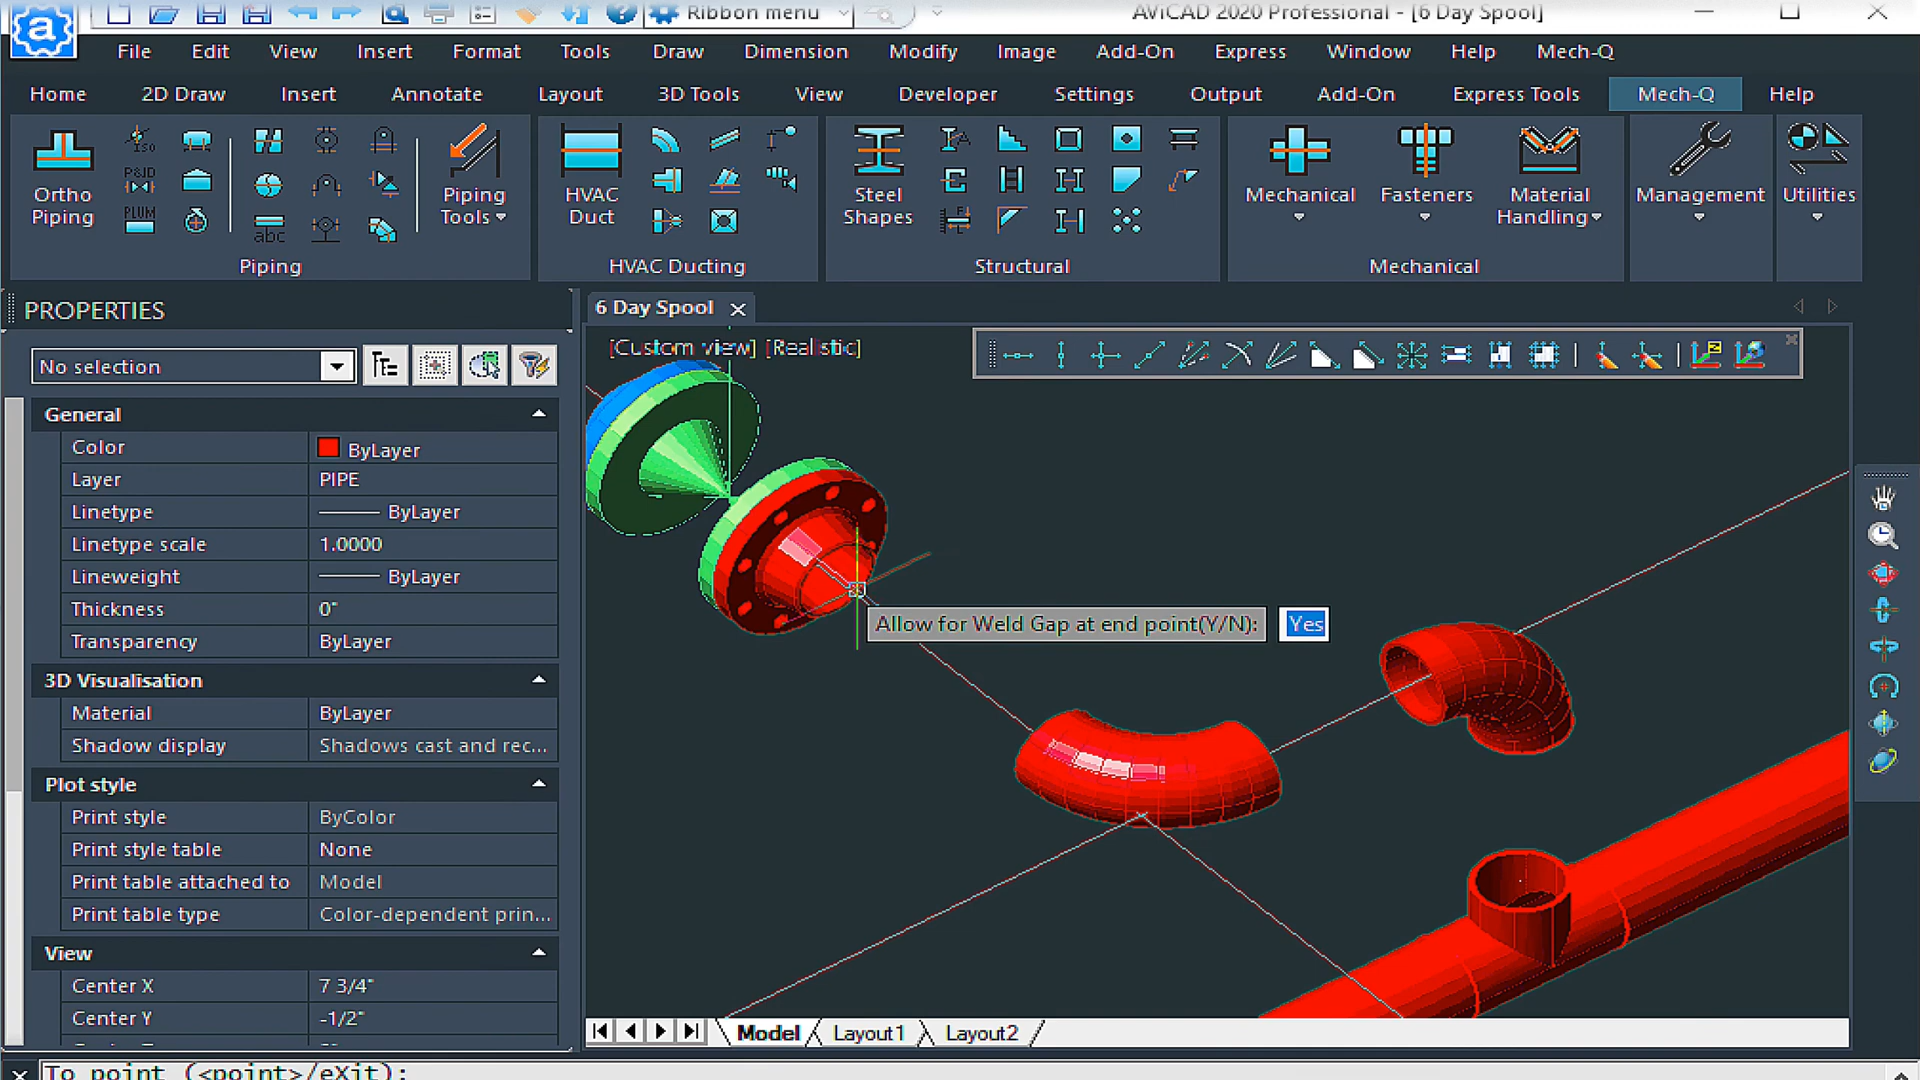 Ribbon menu
AViCAD 2020 Professional - [6 Day Spool]
File Edit View Insert Format Tools Draw Dimension Modify Image Add-On Express Window Help Mech-Q
Home 2D Draw Insert Annotate Layout 3D Tools View Developer Settings Output Add-On Express Tools Mech-Q Help
Ortho Piping
ISO
P&ID
PLUM
abc
Piping Tools
HVAC Duct
Steel Shapes
Mechanical
Fasteners
Material Handling
Management
Utilities
Piping
HVAC Ducting
Structural
Mechanical
PROPERTIES
6 Day Spool
No selection
[Custom view] [Realistic]
General
Color ByLayer
Layer PIPE
Linetype ByLayer
Linetype scale 1.0000
Lineweight ByLayer
Thickness 0"
Transparency ByLayer
3D Visualisation
Material ByLayer
Shadow display Shadows cast and rec...
Plot style
Print style ByColor
Print style table None
Print table attached to Model
Print table type Color-dependent prin...
View
Center X 7 3/4"
Center Y -1/2"
Allow for Weld Gap at end point(Y/N): Yes
Model Layout1 Layout2
To point (<point>/eXit):